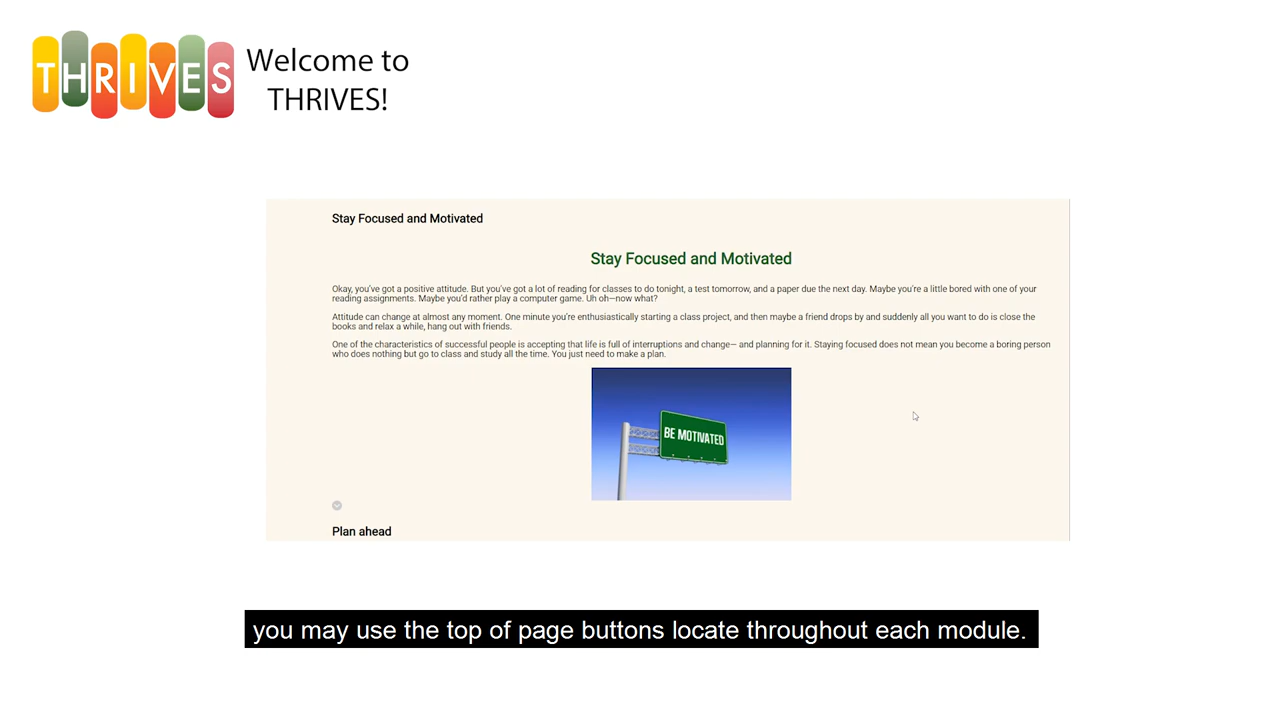 THRIVES
Welcome to
THRIVES!
Stay Focused and Motivated
Stay Focused and Motivated
Okay, you've got a positive attitude. But you've got a lot of reading for classes to do tonight, a test tomorrow, and a paper due the next day. Maybe you're a little bored with one of your
reading assignments. Maybe you'd rather play a computer game. Uh oh—now what?
Attitude can change at almost any moment. One minute you're enthusiastically starting a class project, and then maybe a friend drops by and suddenly all you want to do is close the
books and relax a while, hang out with friends.
One of the characteristics of successful people is accepting that life is full of interruptions and change— and planning for it. Staying focused does not mean you become a boring person
who does nothing but go to class and study all the time. You just need to make a plan.
BE MOTIVATED
Plan ahead
you may use the top of page buttons locate throughout each module.